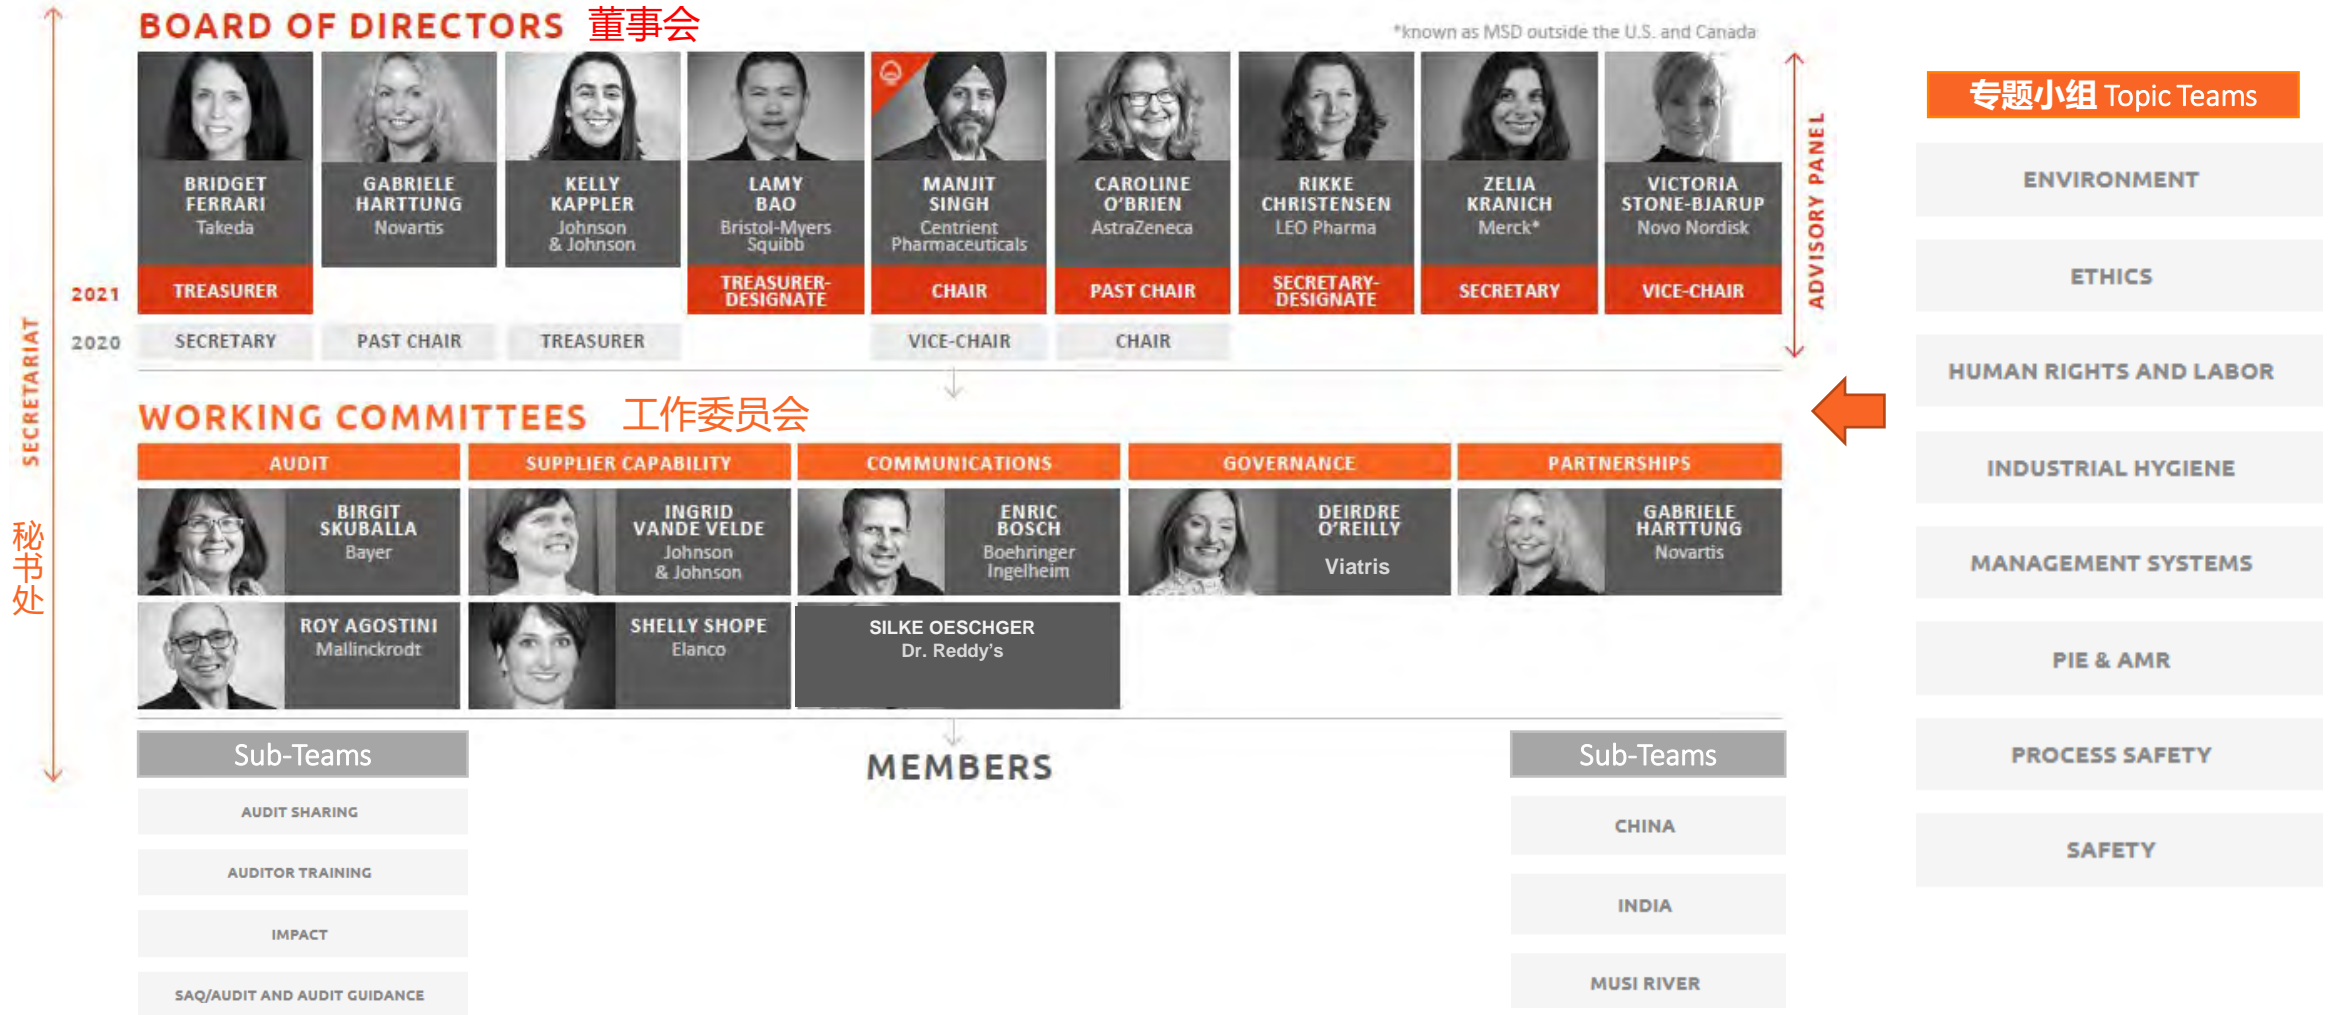 BOARD OF DIRECTORS 董事会
*known as MSD outside the U.S. and Canada
BRIDGET
FERRARI
Takeda
GABRIELE
HARTTUNG
Novartis
KELLY
KAPPLER
Johnson
& Johnson
LAMY
BAO
Bristol-Myers
Squibb
MANJIT
SINGH
Centrient
Pharmaceuticals
CAROLINE
O'BRIEN
AstraZeneca
RIKKE
CHRISTENSEN
LEO Pharma
ZELIA
KRANICH
Merck*
VICTORIA
STONE-BJARUP
Novo Nordisk
2021
TREASURER
TREASURER-
DESIGNATE
CHAIR
PAST CHAIR
SECRETARY-
DESIGNATE
SECRETARY
VICE-CHAIR
2020
SECRETARY
PAST CHAIR
TREASURER
VICE-CHAIR
CHAIR
ADVISORY PANEL
SECRETARIAT
秘书处
WORKING COMMITTEES 工作委员会
AUDIT
SUPPLIER CAPABILITY
COMMUNICATIONS
GOVERNANCE
PARTNERSHIPS
BIRGIT
SKUBALLA
Bayer
INGRID
VANDE VELDE
Johnson
& Johnson
ENRIC
BOSCH
Boehringer
Ingelheim
DEIRDRE
O'REILLY
Viatris
GABRIELE
HARTTUNG
Novartis
ROY AGOSTINI
Mallinckrodt
SHELLY SHOPE
Elanco
SILKE OESCHGER
Dr. Reddy's
MEMBERS
Sub-Teams
AUDIT SHARING
AUDITOR TRAINING
IMPACT
SAQ/AUDIT AND AUDIT GUIDANCE
Sub-Teams
CHINA
INDIA
MUSI RIVER
专题小组 Topic Teams
ENVIRONMENT
ETHICS
HUMAN RIGHTS AND LABOR
INDUSTRIAL HYGIENE
MANAGEMENT SYSTEMS
PIE & AMR
PROCESS SAFETY
SAFETY